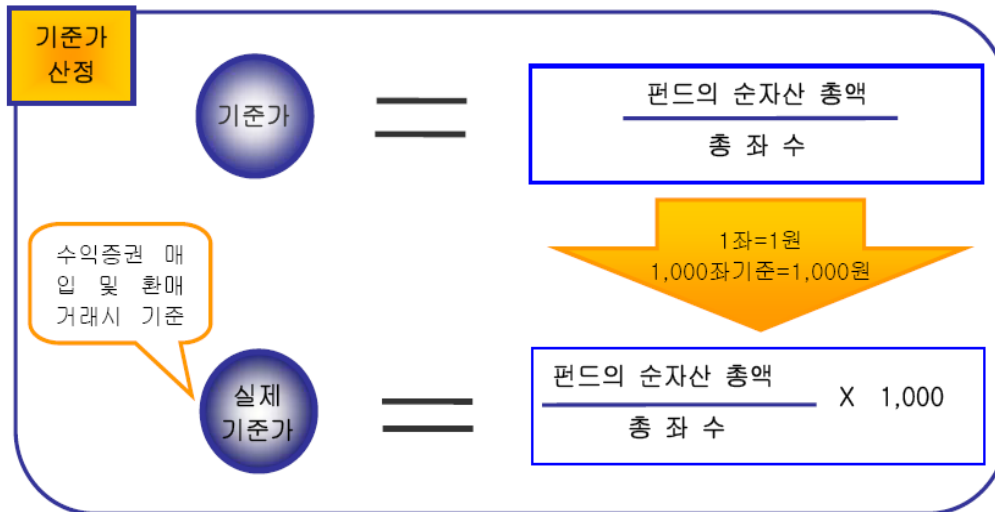 기준가
산정
기준가
펀드의 순자산 총액
총 좌 수
1좌=1원
1,000좌기준=1,000원
수익증권 매
입 및 환매
거래시 기준
실제
기준가
펀드의 순자산 총액
총 좌 수
X 1,000